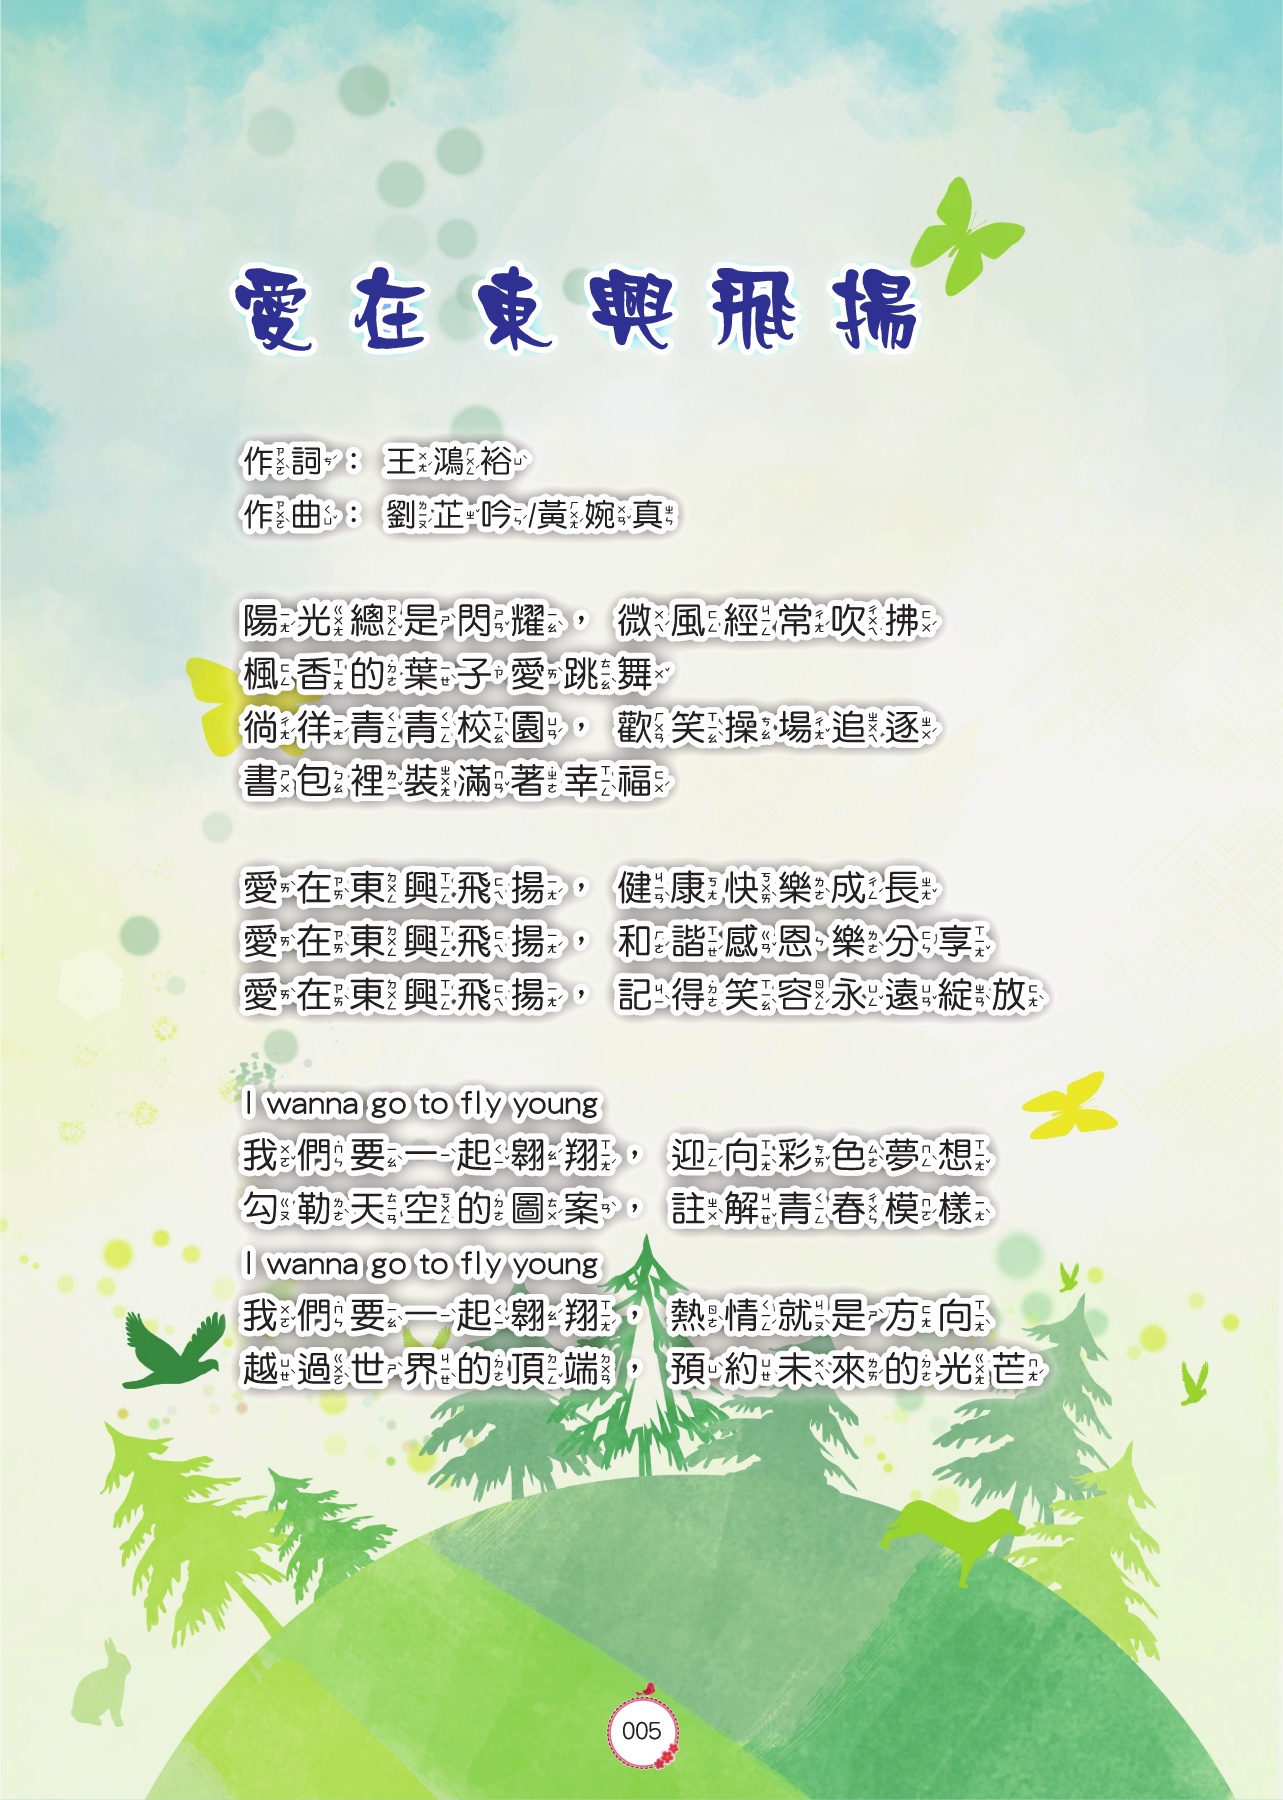 愛在東興飛揚
作詞： 王鴻裕
作曲： 劉芷吟/黃婉真
陽光總是閃耀， 微風經常吹拂
楓香的葉子愛跳舞
徜徉青青校園， 歡笑操場追逐
書包裡裝滿著幸福
愛在東興飛揚， 健康快樂成長
愛在東興飛揚， 和諧感恩樂分享
愛在東興飛揚， 記得笑容永遠綻放
I wanna go to fly young
我們要一起翱翔， 迎向彩色夢想
勾勒天空的圖案， 註解青春模樣
I wanna go to fly young
我們要一起翱翔， 熱情就是方向
越過世界的頂端， 預約未來的光芒
005